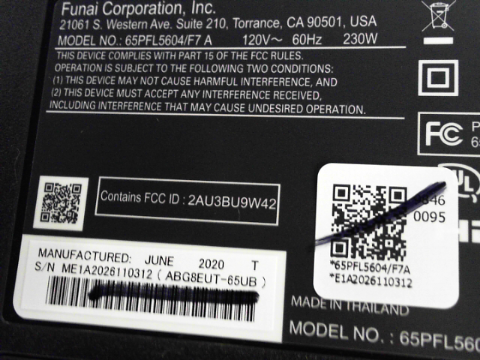 Funai Corporation, Inc.
21061 S. Western Ave. Suite 210, Torrance, CA 90501, USA
MODEL NO.: 65PFL5604/F7 A 120V~ 60Hz 230W
THIS DEVICE COMPLIES WITH PART 15 OF THE FCC RULES.
OPERATION IS SUBJECT TO THE FOLLOWING TWO CONDITIONS:
(1) THIS DEVICE MAY NOT CAUSE HARMFUL INTERFERENCE, AND
(2) THIS DEVICE MUST ACCEPT ANY INTERFERENCE RECEIVED,
INCLUDING INTERFERENCE THAT MAY CAUSE UNDESIRED OPERATION.
FC P
65
UL
Contains FCC ID : 2AU3BU9W42
0095
*65PFL5604/F7A
*E1A2026110312
MANUFACTURED: JUNE 2020 T
S/N ME1A2026110312 ( ABG8EUT-65UB )
MADE IN THAILAND
MODEL NO. : 65PFL560